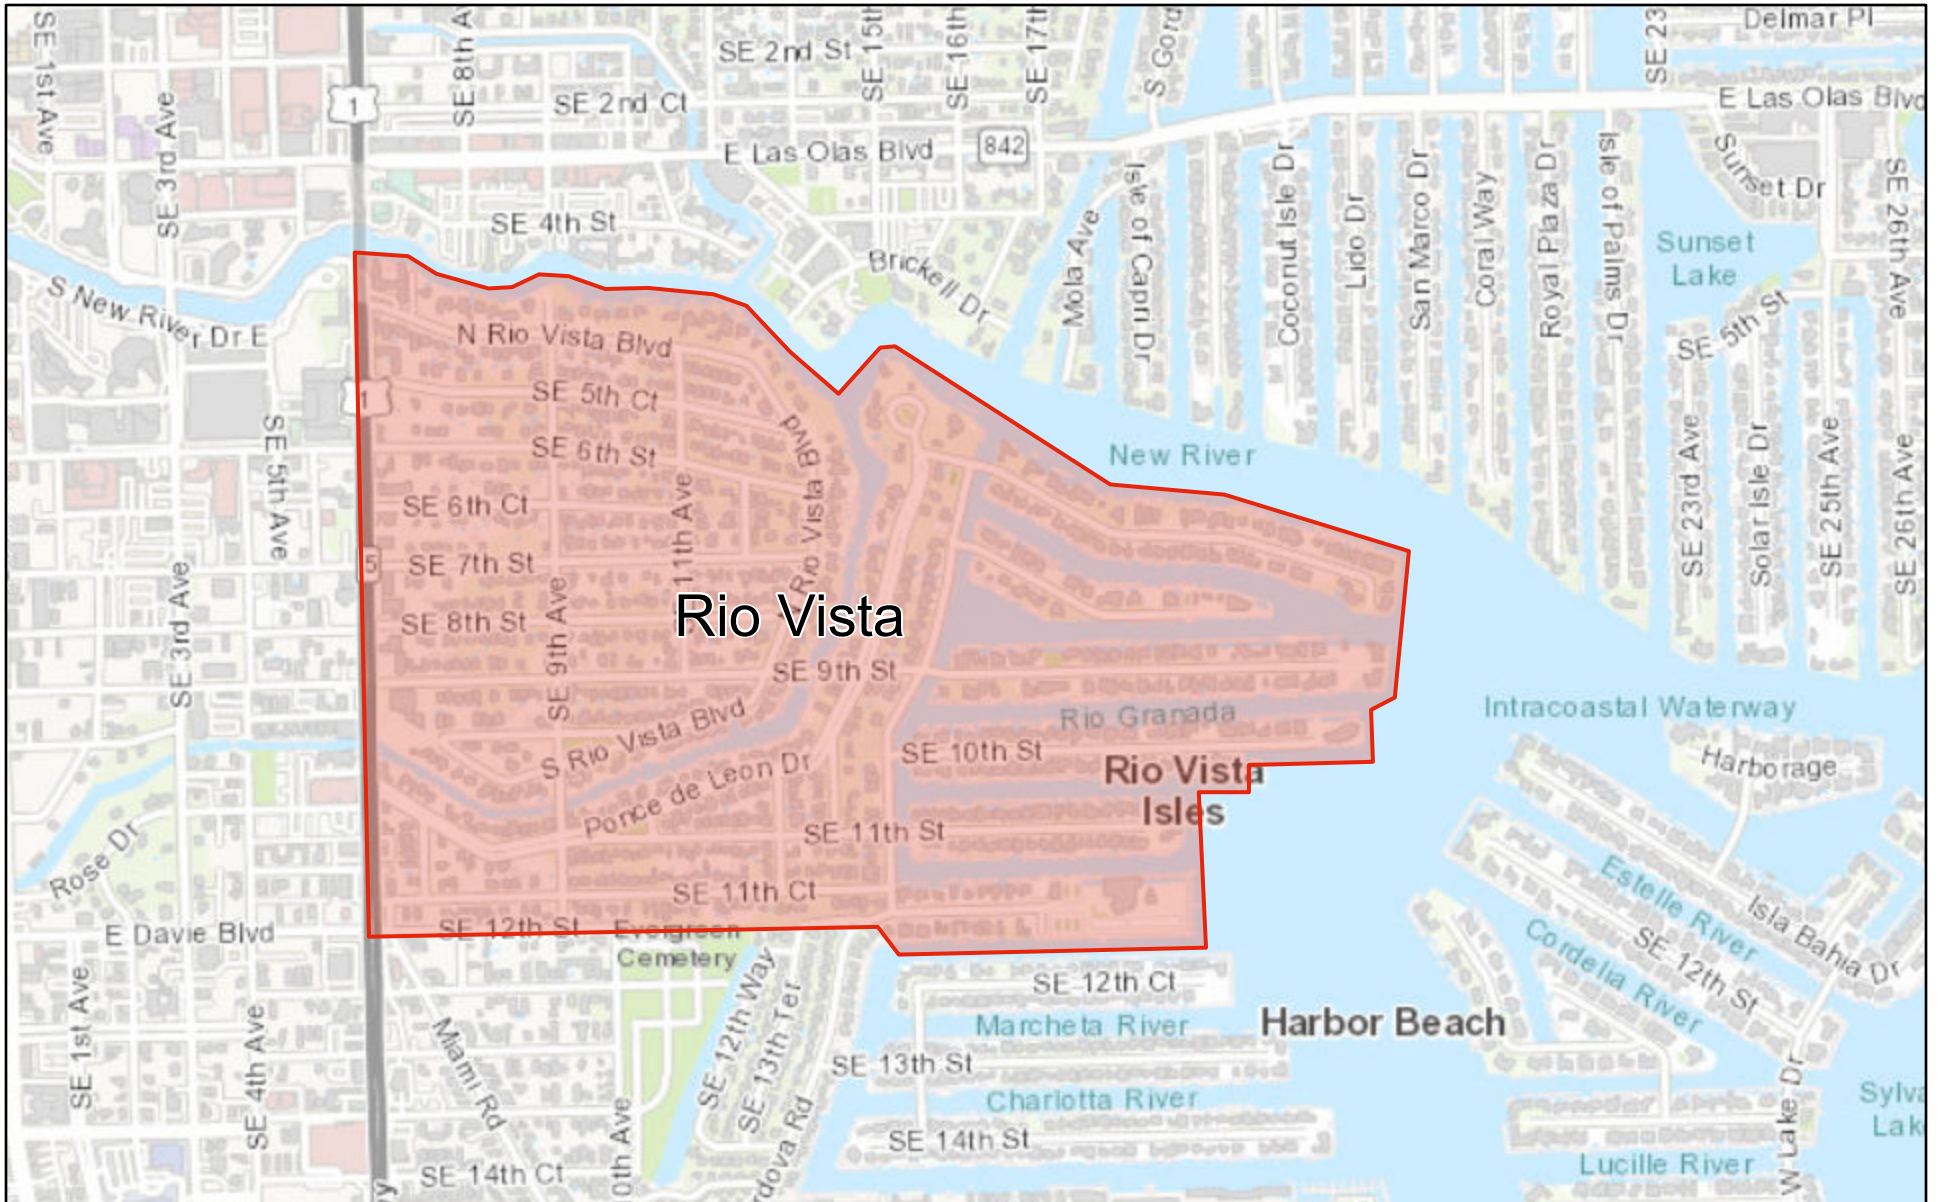 SE 1st Ave
SE 3rd Ave
1
SE 8th A
SE 2nd St
SE 2nd Ct
SE 15th
SE 16th
SE 17th
S Gord
SE 23
Delmar Pl
E Las Olas Blvd
E Las Olas Blvd
842
SE 4th St
Brickell Dr
Mola Ave
Isle of Capri Dr
Coconut Isle Dr
Lido Dr
San Marco Dr
Coral Way
Royal Plaza Dr
Isle of Palms Dr
Sunset Dr
SE 26th Ave
Sunset
Lake
SE 5th St
S New River Dr E
N Rio Vista Blvd
1
SE 5th Ct
SE 6th St
SE 5th Ave
SE 6th Ct
11th Ave
Rio Vista Blvd
New River
SE 23rd Ave
Solar Isle Dr
SE 25th Ave
SE 26th Ave
5
SE 7th St
SE 3rd Ave
SE 8th St
SE 9th Ave
Rio Vista
SE 9th St
S Rio Vista Blvd
Rio Granada
Intracoastal Waterway
SE 10th St
Rio Vista
Isles
Harborage
Ponce de Leon Dr
SE 11th St
Rose Dr
SE 11th Ct
E Davie Blvd
SE 12th St
Evergreen
Cemetery
Estelle River
Isla Bahia Dr
Cordelia River
SE 12th St
SE 12th Ct
SE 12th Way
SE 13th Ter
Marcheta River
Harbor Beach
SE 1st Ave
SE 4th Ave
Miami Rd
SE 13th St
Charlotta River
W Lake Dr
Sylva
Lak
0th Ave
rdova Rd
SE 14th St
SE 14th Ct
Lucille River
y